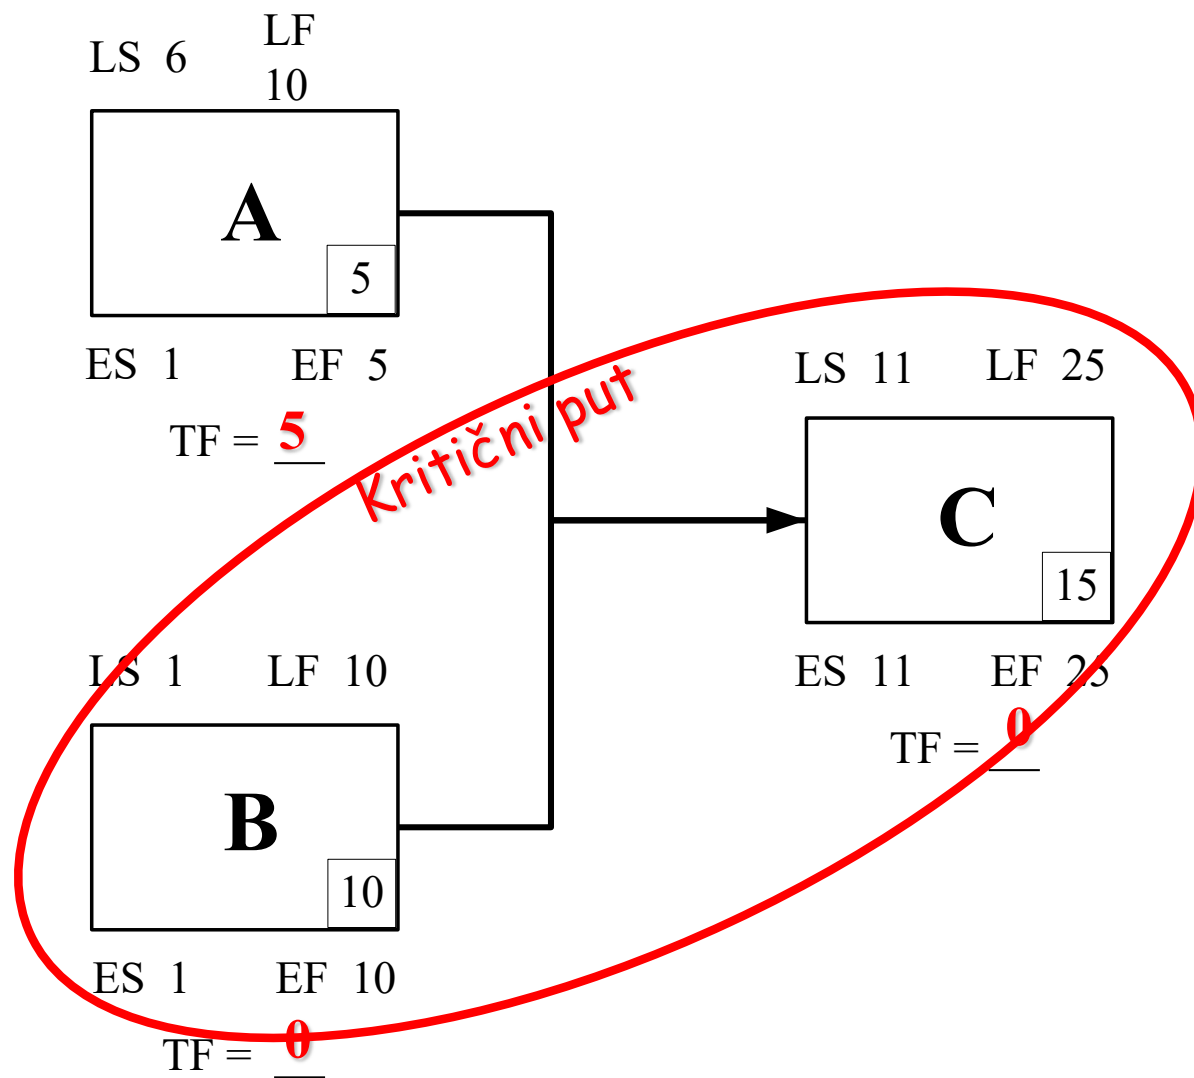 LS 6 LF
10
A
5
ES 1 EF 5
TF = 5
Kritični put
LS 11 LF 25
C
15
ES 11 EF 25
TF = 0
LS 1 LF 10
B
10
ES 1 EF 10
TF = 0